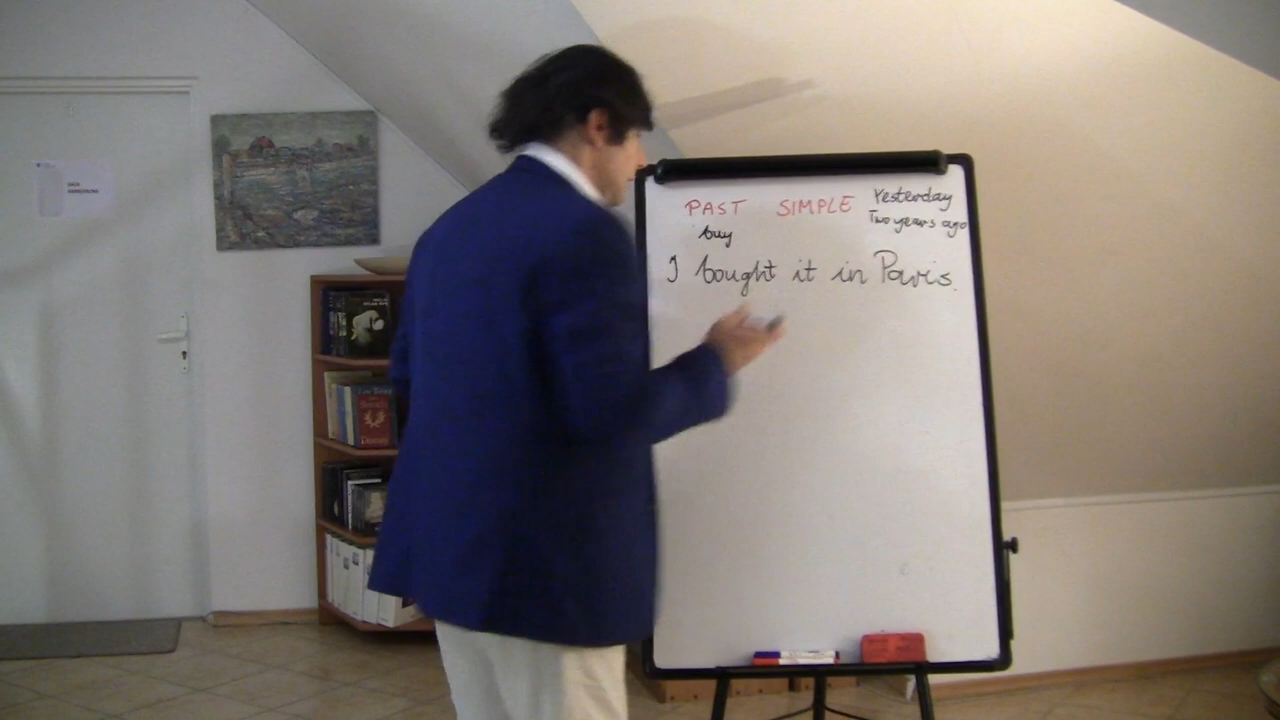 PAST SIMPLE
Yesterday
Two years ago
buy
I bought it in Paris.